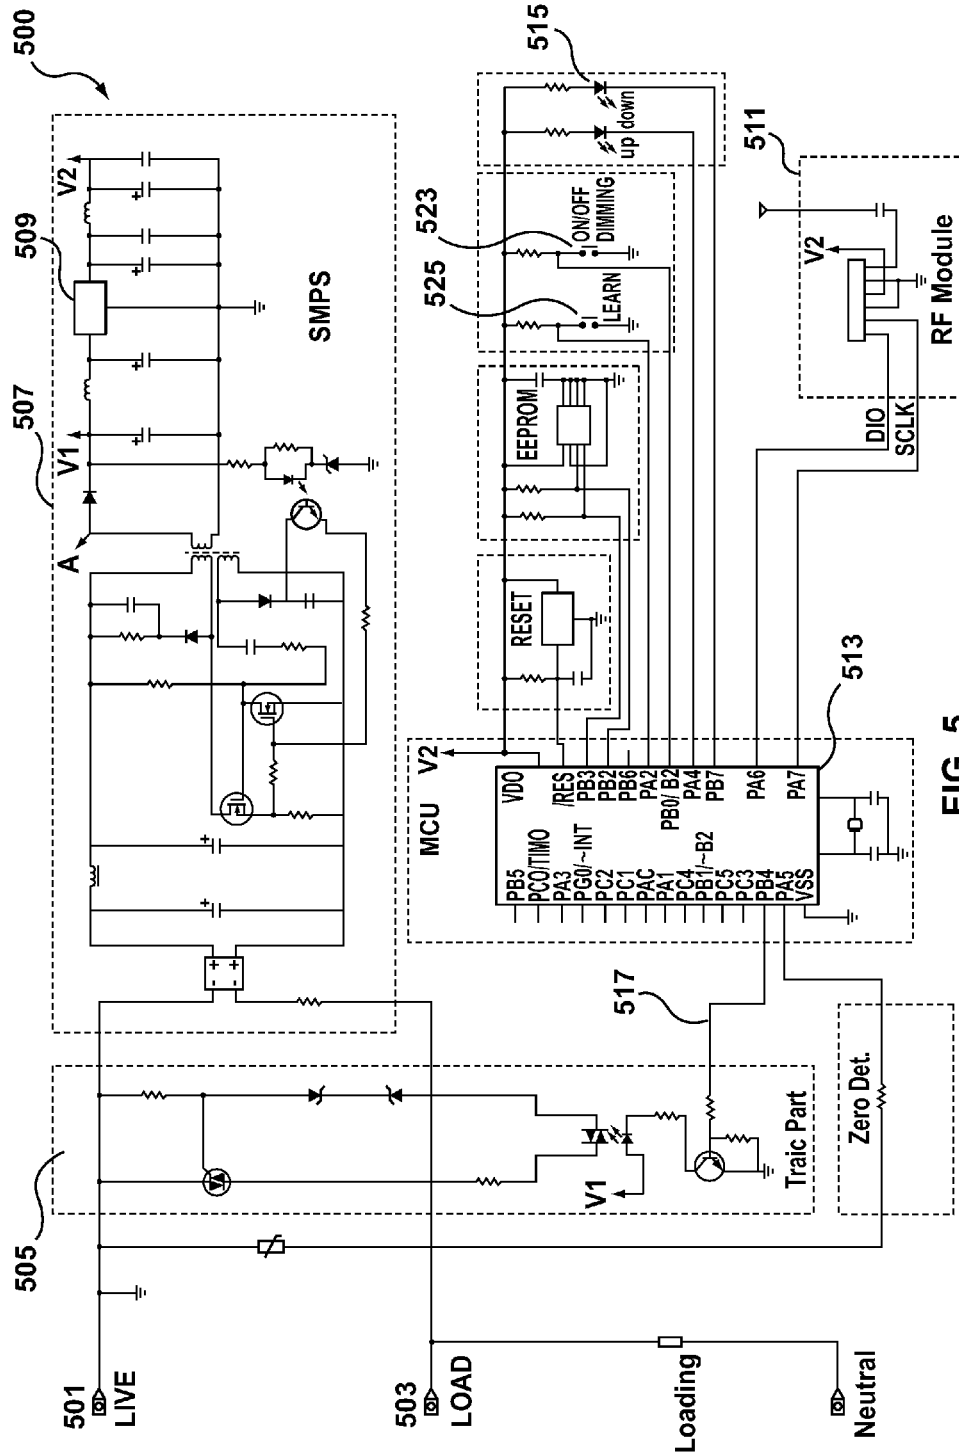 500
507
509
V1
V2
A
SMPS
515
523
525
up
down
ON/OFF
DIMMING
LEARN
EEPROM
RESET
511
V2
RF Module
DIO
SCLK
513
MCU
V2
VDO
/RES
PB3
PB2
PB6
PA2
PB0/ B2
PA4
PB7
PA6
PA7
PB5
PCO/TIMO
PA3
PG0/~INT
PC2
PC1
PAC
PA1
PC4
PB1/~B2
PC5
PC3
PB4
PA5
VSS
517
505
V1
Traic Part
Zero Det.
501
LIVE
503
LOAD
Loading
Neutral
+
+
-
-
+
+
+
+
+
+
FIG. 5